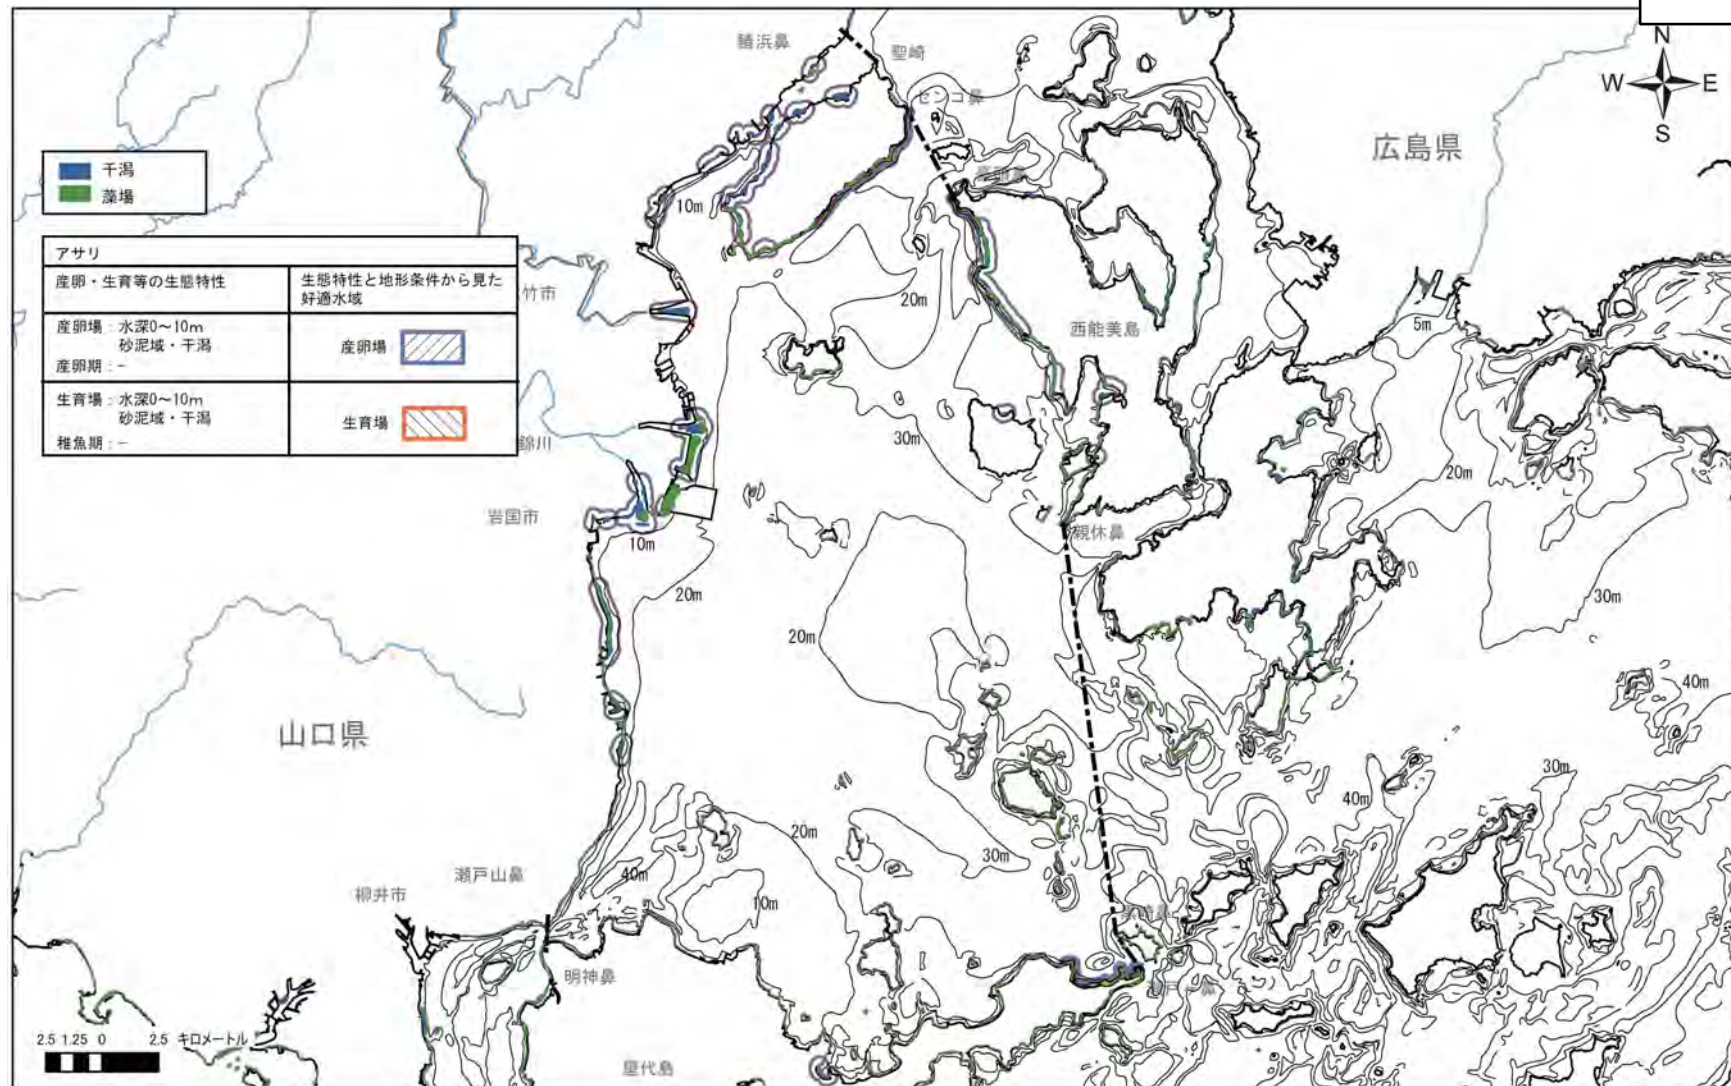 N
W E
S
鰭浜鼻
聖崎
センコ鼻
広島県
干潟
藻場
10m
アサリ
産卵・生育等の生態特性
生態特性と地形条件から見た
好適水域
産卵場：水深0～10m
砂泥域・干潟
産卵期：-
産卵場
生育場：水深0～10m
砂泥域・干潟
稚魚期：-
生育場
竹市
20m
西能美島
5m
30m
錦川
20m
岩国市
10m
親休鼻
20m
30m
20m
40m
山口県
30m
40m
20m
30m
瀬戸山鼻
40m
柳井市
10m
明神鼻
2.5 1.25 0 2.5 キロメートル
屋代島